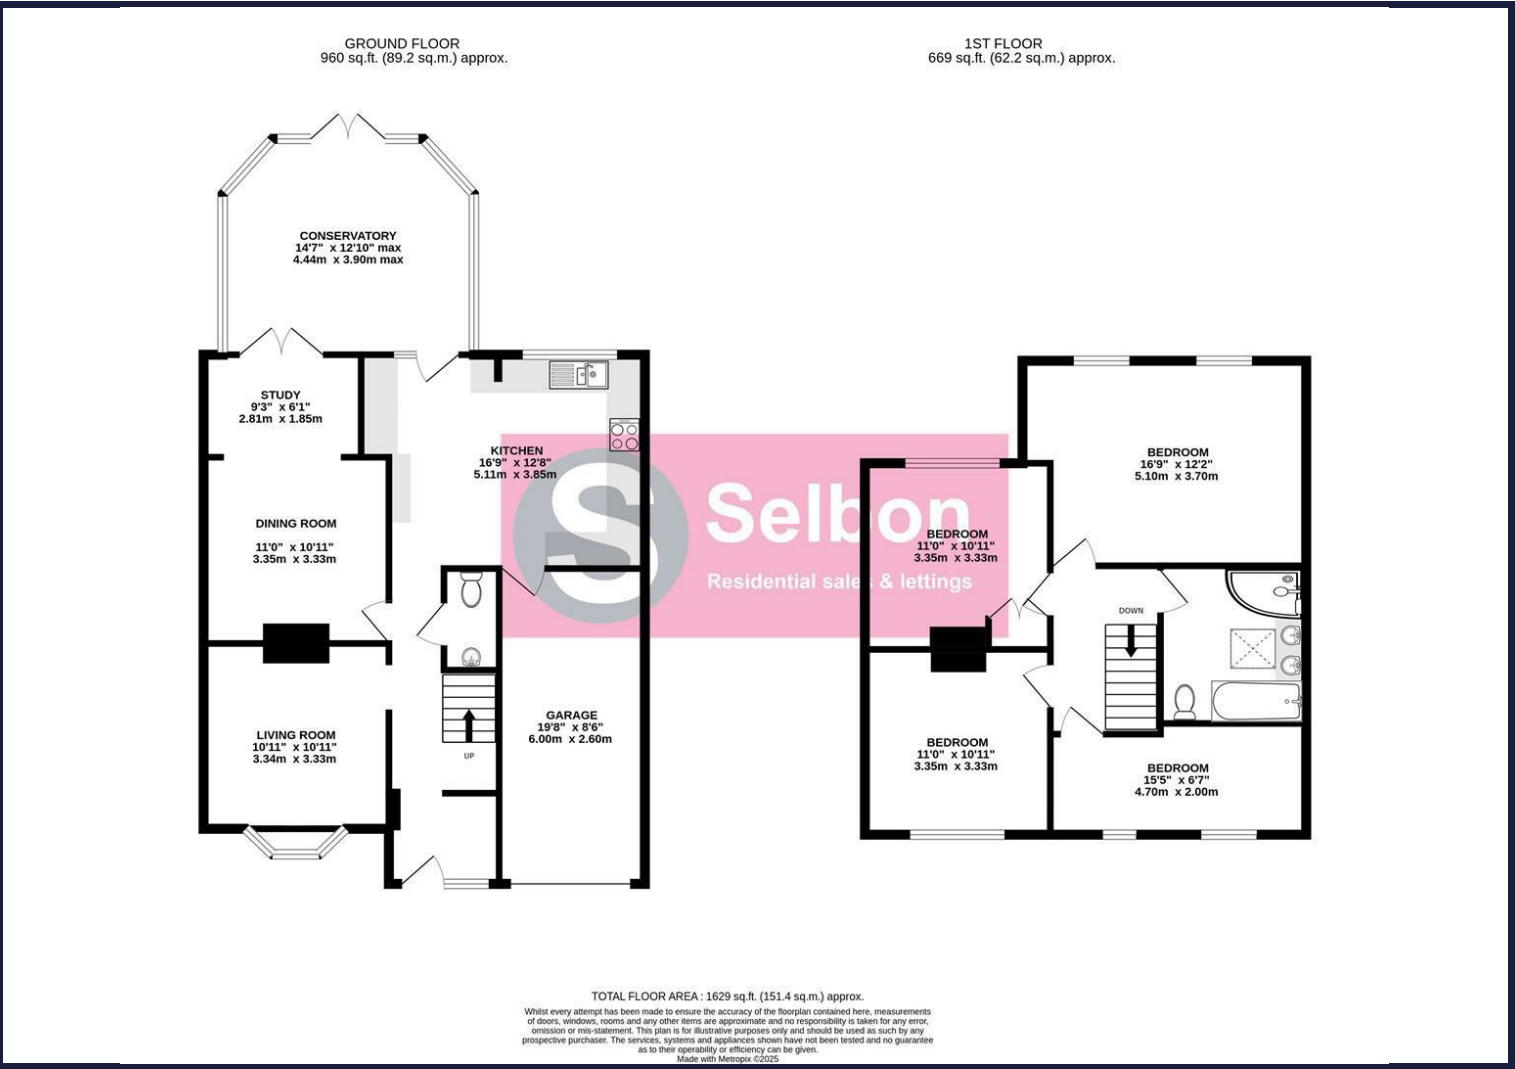 GROUND FLOOR
960 sq.ft. (89.2 sq.m.) approx.
1ST FLOOR
669 sq.ft. (62.2 sq.m.) approx.
CONSERVATORY
14'7" x 12'10" max
4.44m x 3.90m max
STUDY
9'3" x 6'1"
2.81m x 1.85m
KITCHEN
16'9" x 12'8"
5.11m x 3.85m
DINING ROOM
11'0" x 10'11"
3.35m x 3.33m
LIVING ROOM
10'11" x 10'11"
3.34m x 3.33m
UP
GARAGE
19'8" x 8'6"
6.00m x 2.60m
S
Selbon
Residential sales & lettings
BEDROOM
16'9" x 12'2"
5.10m x 3.70m
BEDROOM
11'0" x 10'11"
3.35m x 3.33m
DOWN
BEDROOM
11'0" x 10'11"
3.35m x 3.33m
BEDROOM
15'5" x 6'7"
4.70m x 2.00m
TOTAL FLOOR AREA : 1629 sq.ft. (151.4 sq.m.) approx.
Whilst every attempt has been made to ensure the accuracy of the floorplan contained here, measurements
of doors, windows, rooms and any other items are approximate and no responsibility is taken for any error,
omission or mis-statement. This plan is for illustrative purposes only and should be used as such by any
prospective purchaser. The services, systems and appliances shown have not been tested and no guarantee
as to their operability or efficiency can be given.
Made with Metropix ©2025